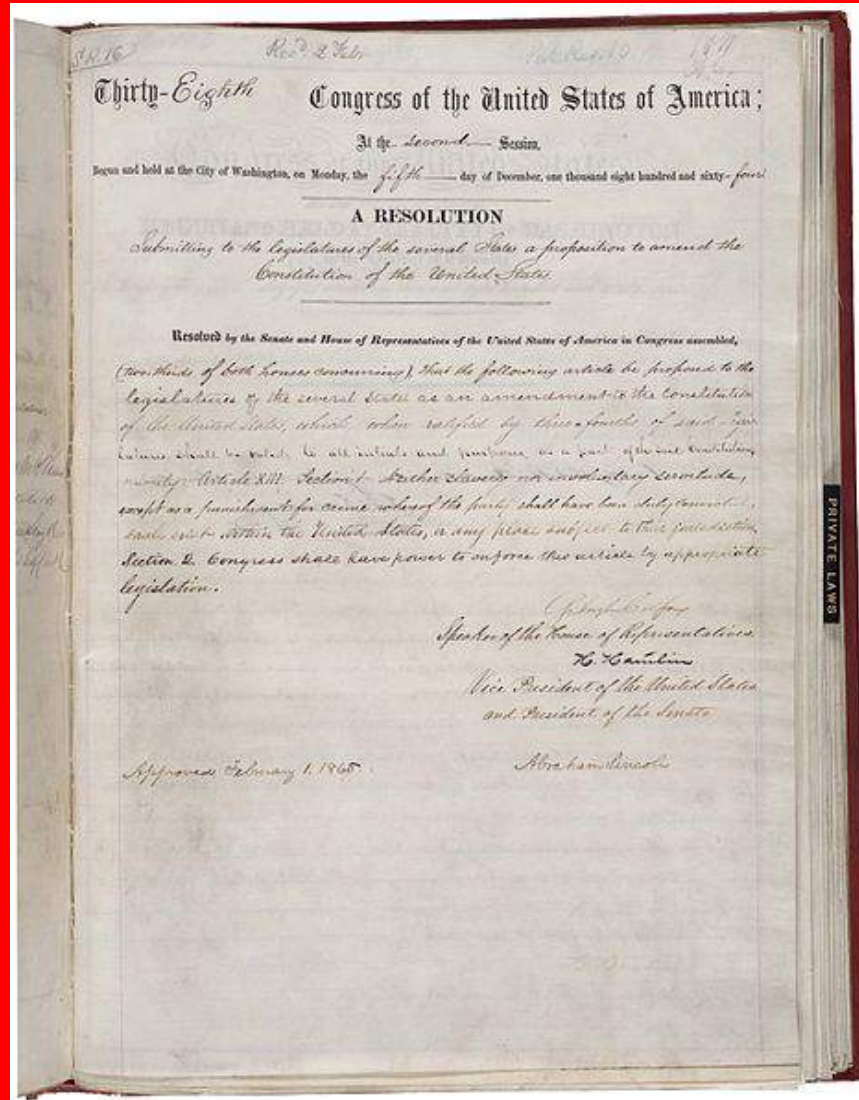 S.R. 16 Recd. 2 Feby
Thirty-Eighth Congress of the United States of America;
At the second Session,
Begun and held at the City of Washington, on Monday, the fifth day of December, one thousand eight hundred and sixty-four
A RESOLUTION
Submitting to the legislatures of the several States a proposition to amend the
Constitution of the United States.
Resolved by the Senate and House of Representatives of the United States of America in Congress assembled,
(two-thirds of both houses concurring), That the following article be proposed to the
legislatures of the several States as an amendment to the Constitution
of the United States, which, when ratified by three-fourths of said Legis-
latures shall be valid, to all intents and purposes, as a part of the said Constitution,
namely: Article XIII. Section 1. Neither slavery nor involuntary servitude,
except as a punishment for crime whereof the party shall have been duly convicted,
shall exist within the United States, or any place subject to their jurisdiction.
Section 2. Congress shall have power to enforce this article by appropriate
legislation.
Schuyler Colfax
Speaker of the House of Representatives.
H. Hamlin
Vice President of the United States
and President of the Senate
Approved, February 1. 1865. Abraham Lincoln
PRIVATE LAWS